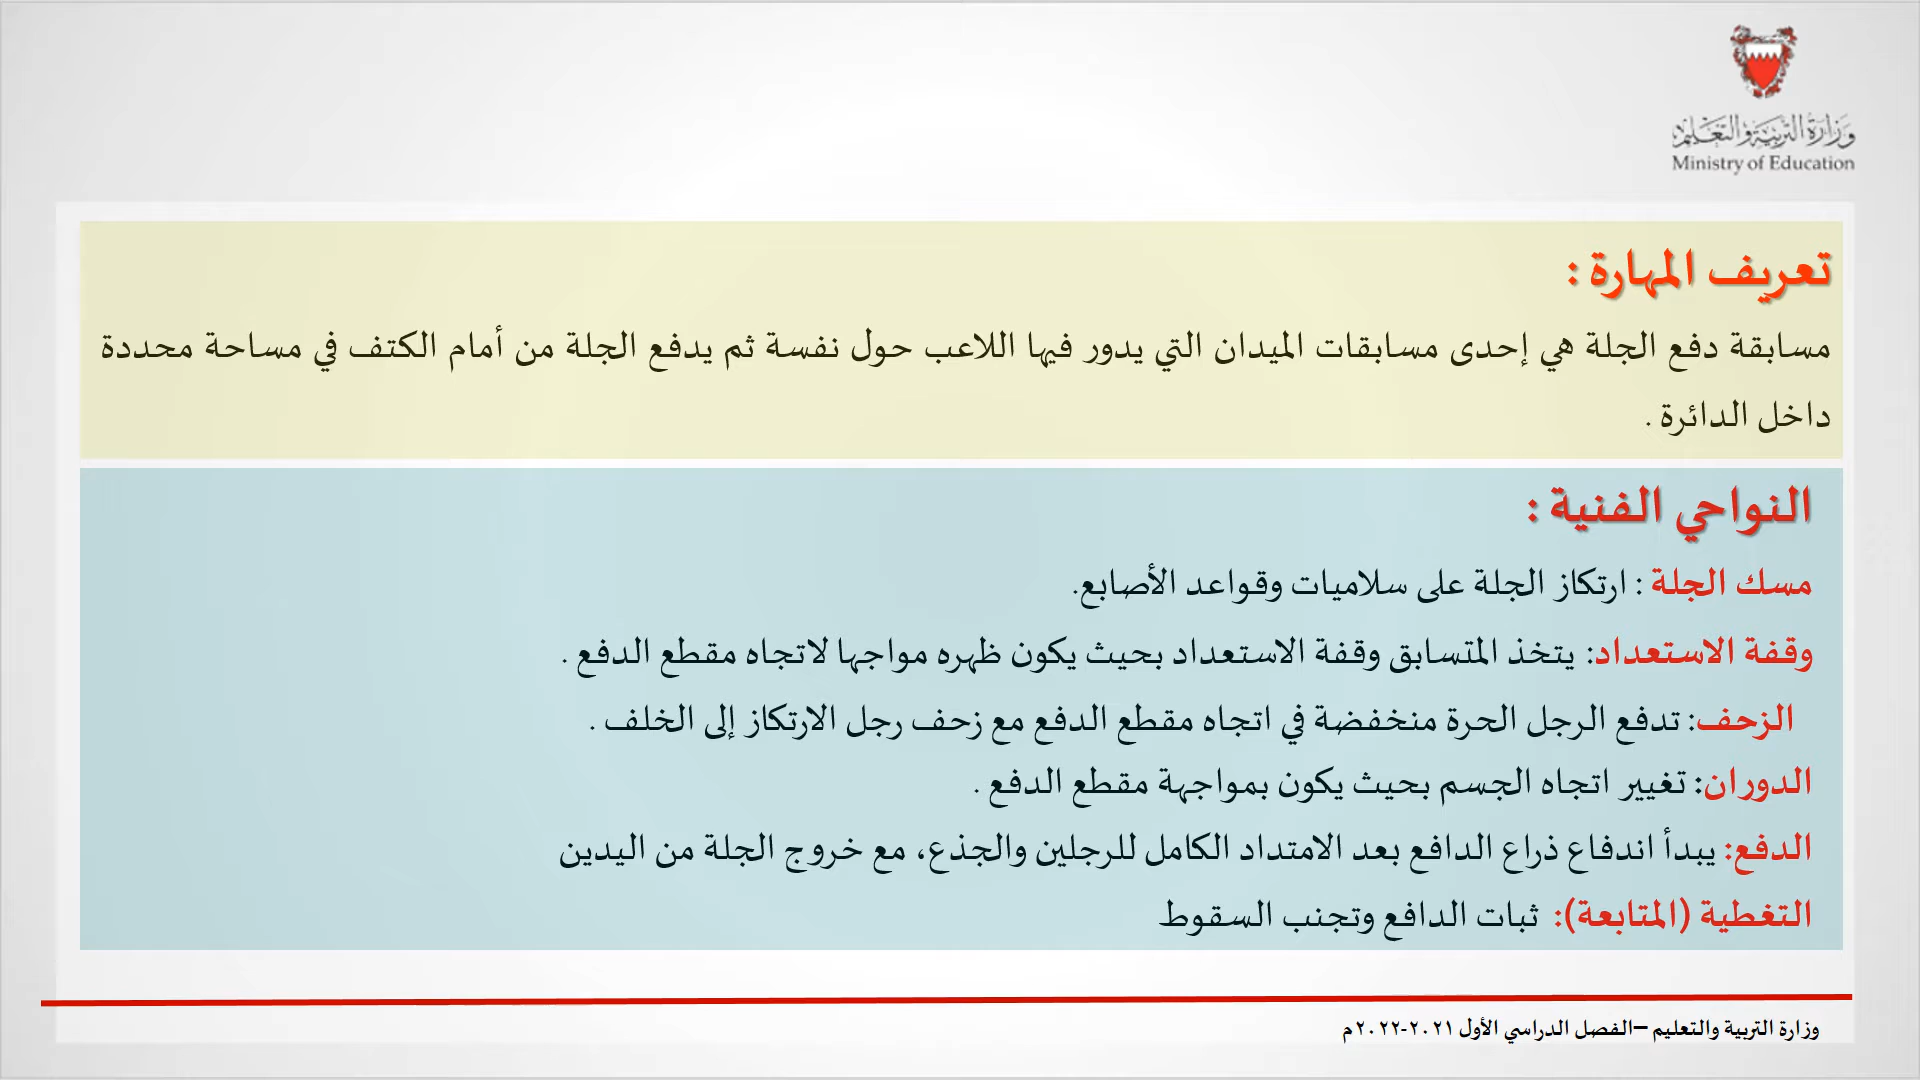 وزارة التربية والتعليم
Ministry of Education
تعريف المهارة :
مسابقة دفع الجلة هي إحدى مسابقات الميدان التي يدور فيها اللاعب حول نفسة ثم يدفع الجلة من أمام الكتف في مساحة محددة
داخل الدائرة .
النواحي الفنية :
مسك الجلة : ارتكاز الجلة على سلاميات وقواعد الأصابع.
وقفة الاستعداد: يتخذ المتسابق وقفة الاستعداد بحيث يكون ظهره مواجها لاتجاه مقطع الدفع .
الزحف: تدفع الرجل الحرة منخفضة في اتجاه مقطع الدفع مع زحف رجل الارتكاز إلى الخلف .
الدوران: تغيير اتجاه الجسم بحيث يكون بمواجهة مقطع الدفع .
الدفع: يبدأ اندفاع ذراع الدافع بعد الامتداد الكامل للرجلين والجذع، مع خروج الجلة من اليدين
التغطية (المتابعة): ثبات الدافع وتجنب السقوط
وزارة التربية والتعليم –الفصل الدراسي الأول ٢٠٢١-٢٠٢٢م